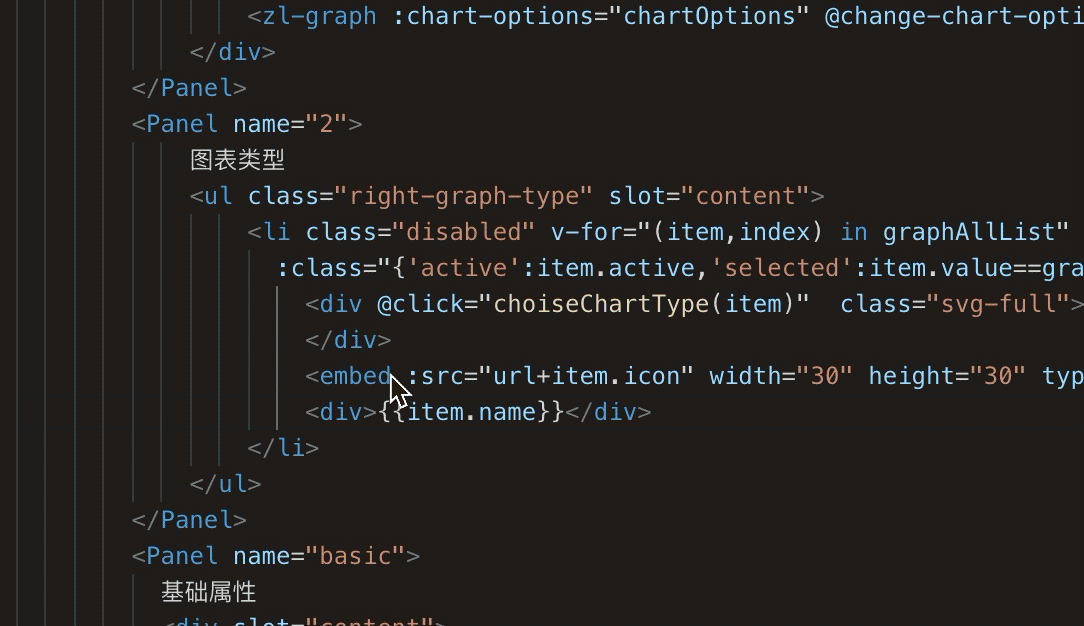 <zl-graph :chart-options="chartOptions" @change-chart-opti
</div>
</Panel>
<Panel name="2">
图表类型
<ul class="right-graph-type" slot="content">
<li class="disabled" v-for="(item,index) in graphAllList"
:class="{'active':item.active,'selected':item.value==gra
<div @click="choiseChartType(item)"  class="svg-full">
</div>
<embed :src="url+item.icon" width="30" height="30" typ
<div>{{item.name}}</div>
</li>
</ul>
</Panel>
<Panel name="basic">
基础属性
<div slot="content">